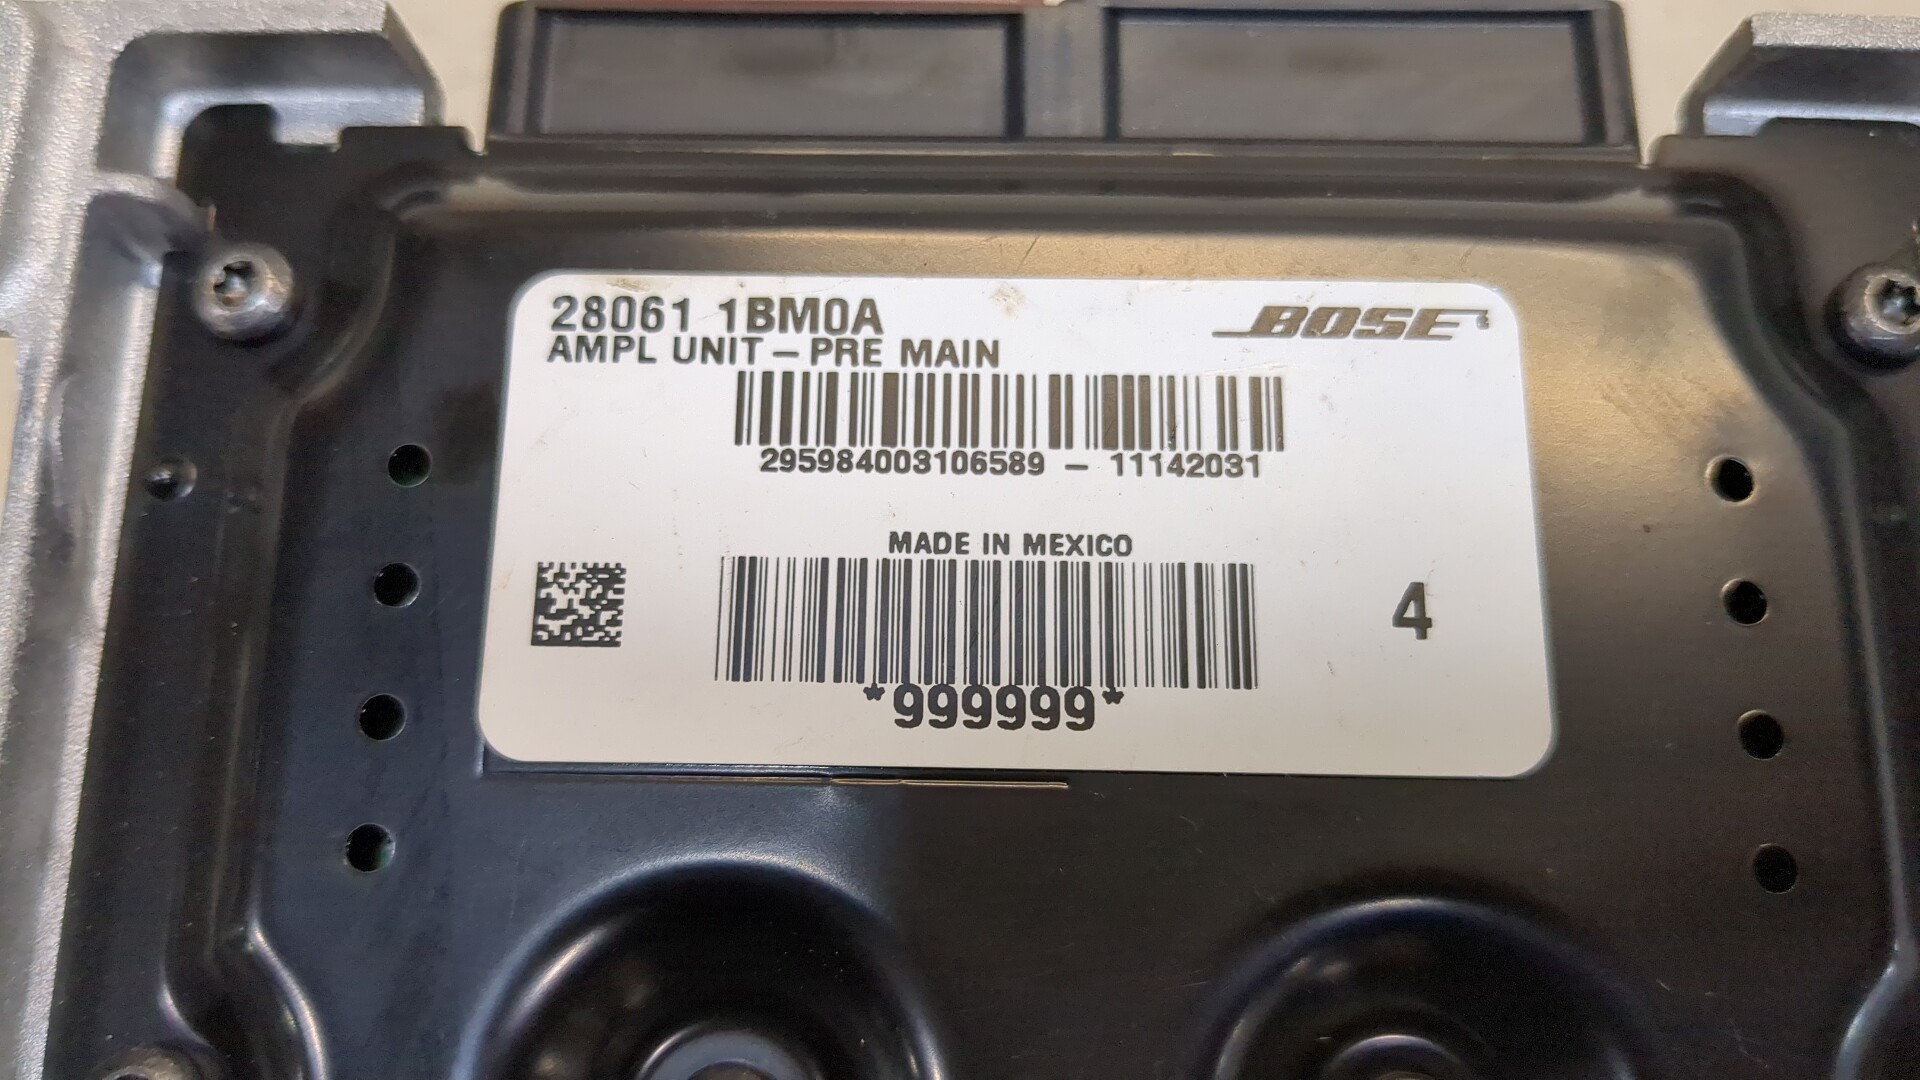 28061 1BM0A
BOSE
AMPL UNIT – PRE MAIN
295984003106589 – 11142031
MADE IN MEXICO
4
*999999*